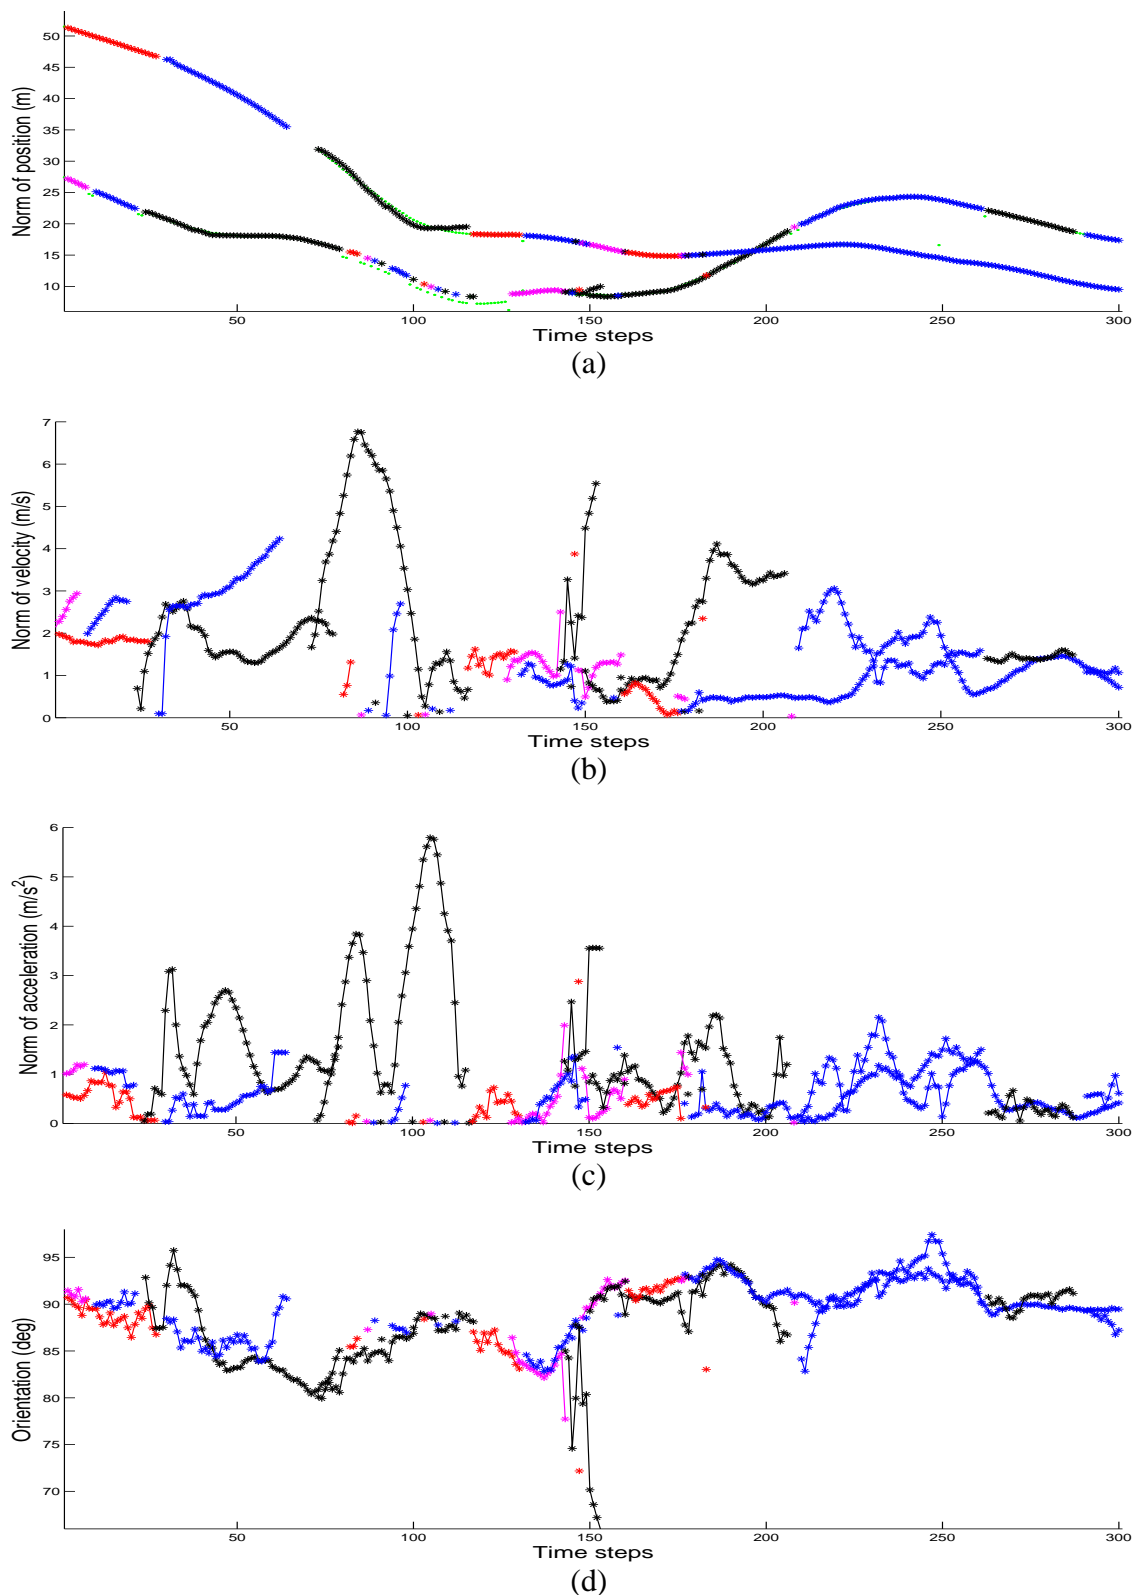 50
45
40
35
30
25
20
15
10
Norm of position (m)
50 100 150 200 250 300
Time steps
(a)
7
6
5
4
3
2
1
0
Norm of velocity (m/s)
50 100 150 200 250 300
Time steps
(b)
6
5
4
3
2
1
0
Norm of acceleration (m/s²)
50 100 150 200 250 300
Time steps
(c)
95
90
85
80
75
70
Orientation (deg)
50 100 150 200 250 300
Time steps
(d)